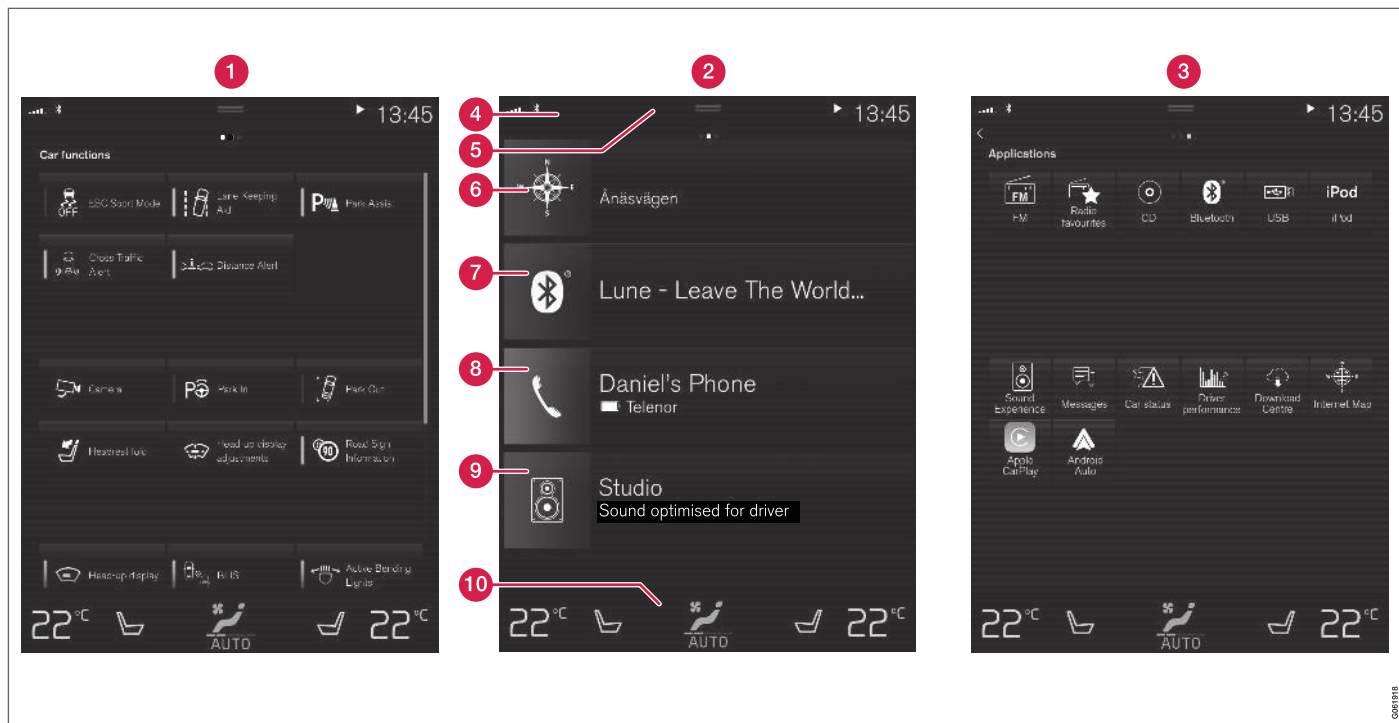 1
2
3
13:45
Car functions
ESC Sport Mode
OFF
Lane Keeping
Aid
Park Assist
Cross Traffic
Alert
Distance Alert
Camera
Park In
Park Out
Headrest fold
Head-up display
adjustments
90
Road Sign
Information
Head-up display
BLIS
Active Bending
Lights
22°C
AUTO
22°C
4
13:45
5
6
N
E
S
Ånäsvägen
7
Lune - Leave The World...
8
Daniel's Phone
Telenor
9
Studio
Sound optimised for driver
10
22°C
AUTO
22°C
13:45
Applications
FM
FM
Radio
favourites
CD
Bluetooth
USB
iPod
iPod
Sound
Experience
Messages
Car status
Driver
performance
Download
Centre
Internet Map
Apple
CarPlay
Android
Auto
22°C
AUTO
22°C
G061918